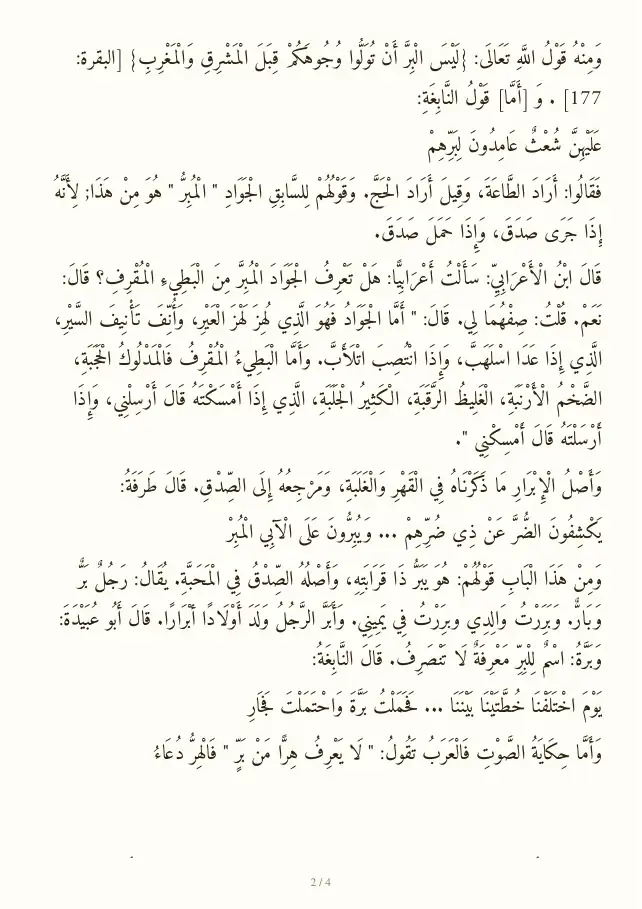 وَمِنْهُ قَوْلُ اللَّهِ تَعَالَى: {لَيْسَ الْبِرَّ أَنْ تُوَلُّوا وُجُوهَكُمْ قِبَلَ الْمَشْرِقِ وَالْمَغْرِبِ} [البقرة:
177] . وَ [أَمَّا] قَوْلُ النَّابِغَةِ:
عَلَيْهِنَّ شُعْثٌ عَامِدُونَ لِبَرِّهِمْ
فَقَالُوا: أَرَادَ الطَّاعَةَ، وَقِيلَ أَرَادَ الْحَجَّ. وَقَوْلُهُمْ لِلسَّابِقِ الْجَوَادِ " الْمُبِرُّ " هُوَ مِنْ هَذَا; لِأَنَّهُ
إِذَا جَرَى صَدَقَ، وَإِذَا حَمَلَ صَدَقَ.
قَالَ ابْنُ الْأَعْرَابِيِّ: سَأَلْتُ أَعْرَابِيًّا: هَلْ تَعْرِفُ الْجَوَادَ الْمُبِرَّ مِنَ الْبَطِيءِ الْمُقْرِفِ؟ قَالَ:
نَعَمْ. قُلْتُ: صِفْهُمَا لِي. قَالَ: " أَمَّا الْجَوَادُ فَهُوَ الَّذِي لُهِزَ لَهْزَ الْعَيْرِ، وَأُنِّفَ تَأْنِيفَ السَّيْرِ،
الَّذِي إِذَا عَدَا اسْلَهَبَّ، وَإِذَا انْتُصِبَ اتْلَأَبَّ. وَأَمَّا الْبَطِيءُ الْمُقْرِفُ فَالْمَدْلُوكُ الْحَجَبَةِ،
الضَّخْمُ الْأَرْنَبَةِ، الْغَلِيظُ الرَّقَبَةِ، الْكَثِيرُ الْجَلَبَةِ، الَّذِي إِذَا أَمْسَكْتَهُ قَالَ أَرْسِلْنِي، وَإِذَا
أَرْسَلْتَهُ قَالَ أَمْسِكْنِي ".
وَأَصْلُ الْإِبْرَارِ مَا ذَكَرْنَاهُ فِي الْقَهْرِ وَالْغَلَبَةِ، وَمَرْجِعُهُ إِلَى الصِّدْقِ. قَالَ طَرَفَةُ:
يَكْشِفُونَ الضُّرَّ عَنْ ذِي ضُرِّهِمْ ... وَيُبِرُّونَ عَلَى الْآبِي الْمُبِرْ
وَمِنْ هَذَا الْبَابِ قَوْلُهُمْ: هُوَ يَبَرُّ ذَا قَرَابَتِهِ، وَأَصْلُهُ الصِّدْقُ فِي الْمَحَبَّةِ. يُقَالُ: رَجُلٌ بَرٌّ
وَبَارٌّ. وَبَرَرْتُ وَالِدِي وبررْتُ فِي يَمِينِي. وَأَبَرَّ الرَّجُلُ وَلَدَ أَوْلَادًا أَبْرَارًا. قَالَ أَبُو عُبَيْدَةَ:
وَبَرَّةُ: اسْمٌ لِلْبِرِّ مَعْرِفَةٌ لَا تَنْصَرِفُ. قَالَ النَّابِغَةُ:
يَوْمَ اخْتَلَفْنَا خُطَّتَيْنَا بَيْنَنَا ... فَحَمَلْتُ بَرَّةَ وَاحْتَمَلْتَ فَجَارِ
وَأَمَّا حِكَايَةُ الصَّوْتِ فَالْعَرَبُ تَقُولُ: " لَا يَعْرِفُ هِرًّا مَنْ بَرٍّ " فَالْهِرُّ دُعَاءُ
2 / 4